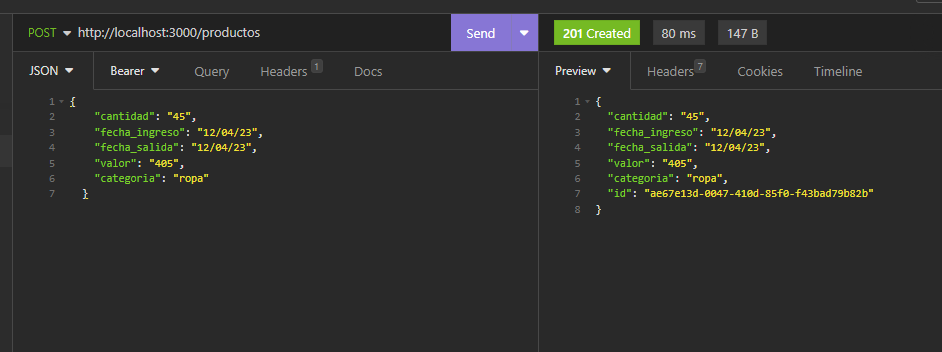 POST http://localhost:3000/productos Send
201 Created 80 ms 147 B
JSON Bearer Query Headers 1 Docs
1 {
2 "cantidad": "45",
3 "fecha_ingreso": "12/04/23",
4 "fecha_salida": "12/04/23",
5 "valor": "405",
6 "categoria": "ropa"
7 }
Preview Headers 7 Cookies Timeline
1 {
2 "cantidad": "45",
3 "fecha_ingreso": "12/04/23",
4 "fecha_salida": "12/04/23",
5 "valor": "405",
6 "categoria": "ropa",
7 "id": "ae67e13d-0047-410d-85f0-f43bad79b82b"
8 }